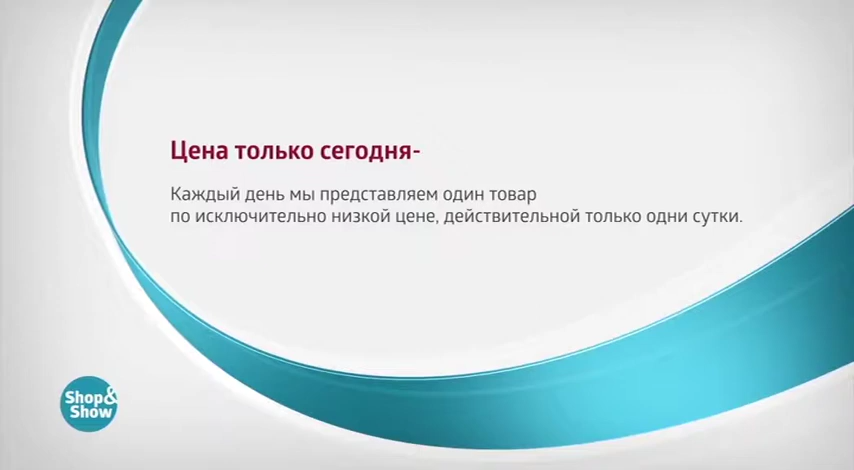 Цена только сегодня-
Каждый день мы представляем один товар
по исключительно низкой цене, действительной только одни сутки.
Shop&
Show